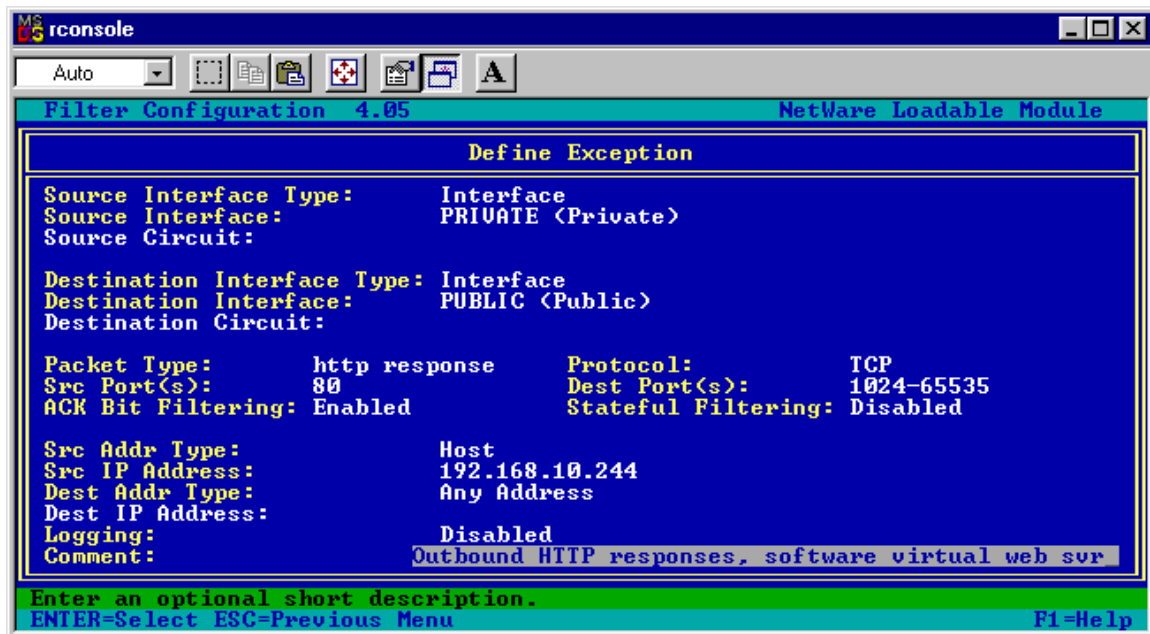 MS rconsole
Auto A
Filter Configuration 4.05 NetWare Loadable Module
Define Exception
Source Interface Type: Interface
Source Interface: PRIVATE (Private)
Source Circuit:
Destination Interface Type: Interface
Destination Interface: PUBLIC (Public)
Destination Circuit:
Packet Type: http response Protocol: TCP
Src Port(s): 80 Dest Port(s): 1024-65535
ACK Bit Filtering: Enabled Stateful Filtering: Disabled
Src Addr Type: Host
Src IP Address: 192.168.10.244
Dest Addr Type: Any Address
Dest IP Address:
Logging: Disabled
Comment: Outbound HTTP responses, software virtual web svr_
Enter an optional short description.
ENTER=Select ESC=Previous Menu F1=Help